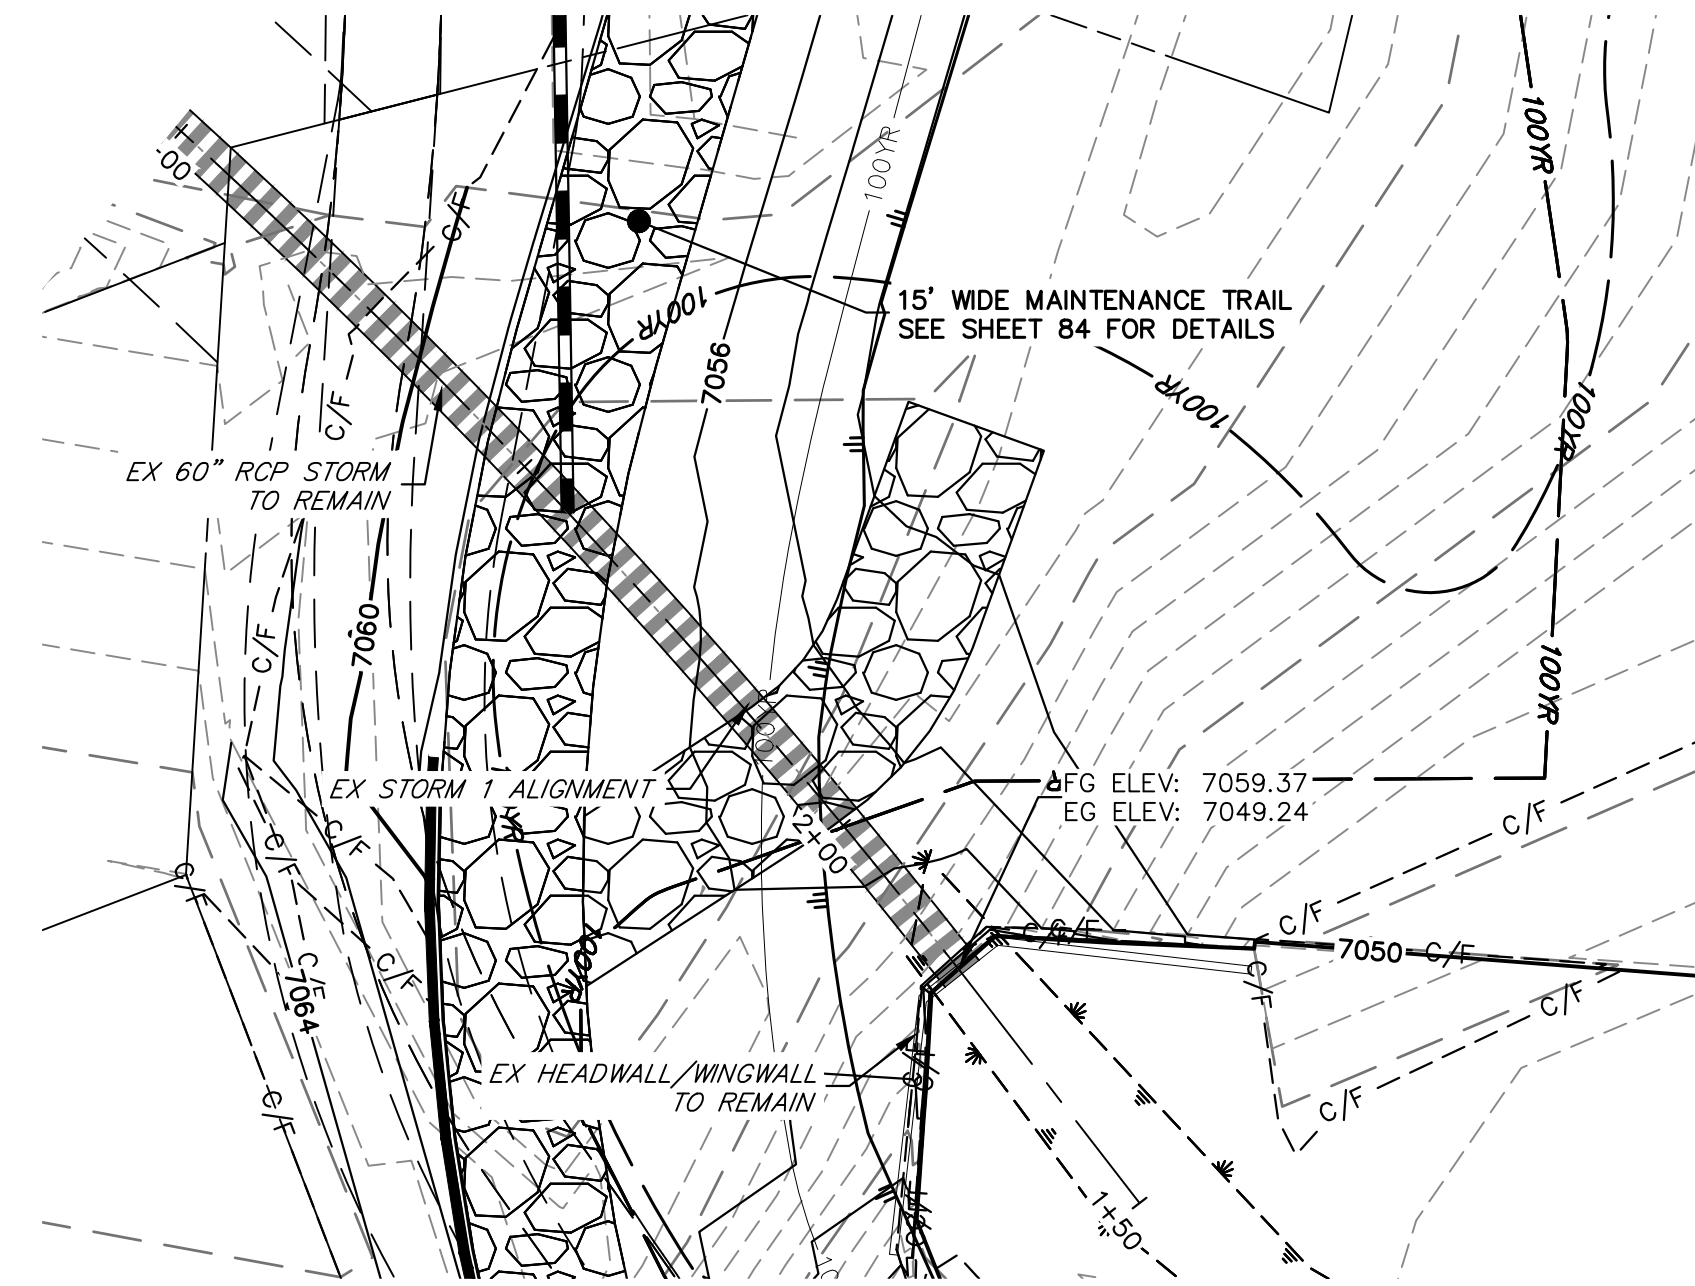 100YR
100YR
-00
C/F
15' WIDE MAINTENANCE TRAIL
SEE SHEET 84 FOR DETAILS
100YR
7056
100YR
100YR
C/F
EX 60" RCP STORM
TO REMAIN
7060
C/F
100YR
EX STORM 1 ALIGNMENT
FG ELEV: 7059.37
EG ELEV: 7049.24
C/F
C/F
C/F
2+00
C/F
C/F
C/F
C/F
7050
C/F
100YR
C/F
C/F
7064
C/F
C/F
EX HEADWALL/WINGWALL
TO REMAIN
C/F
C/F
C/F
1+50